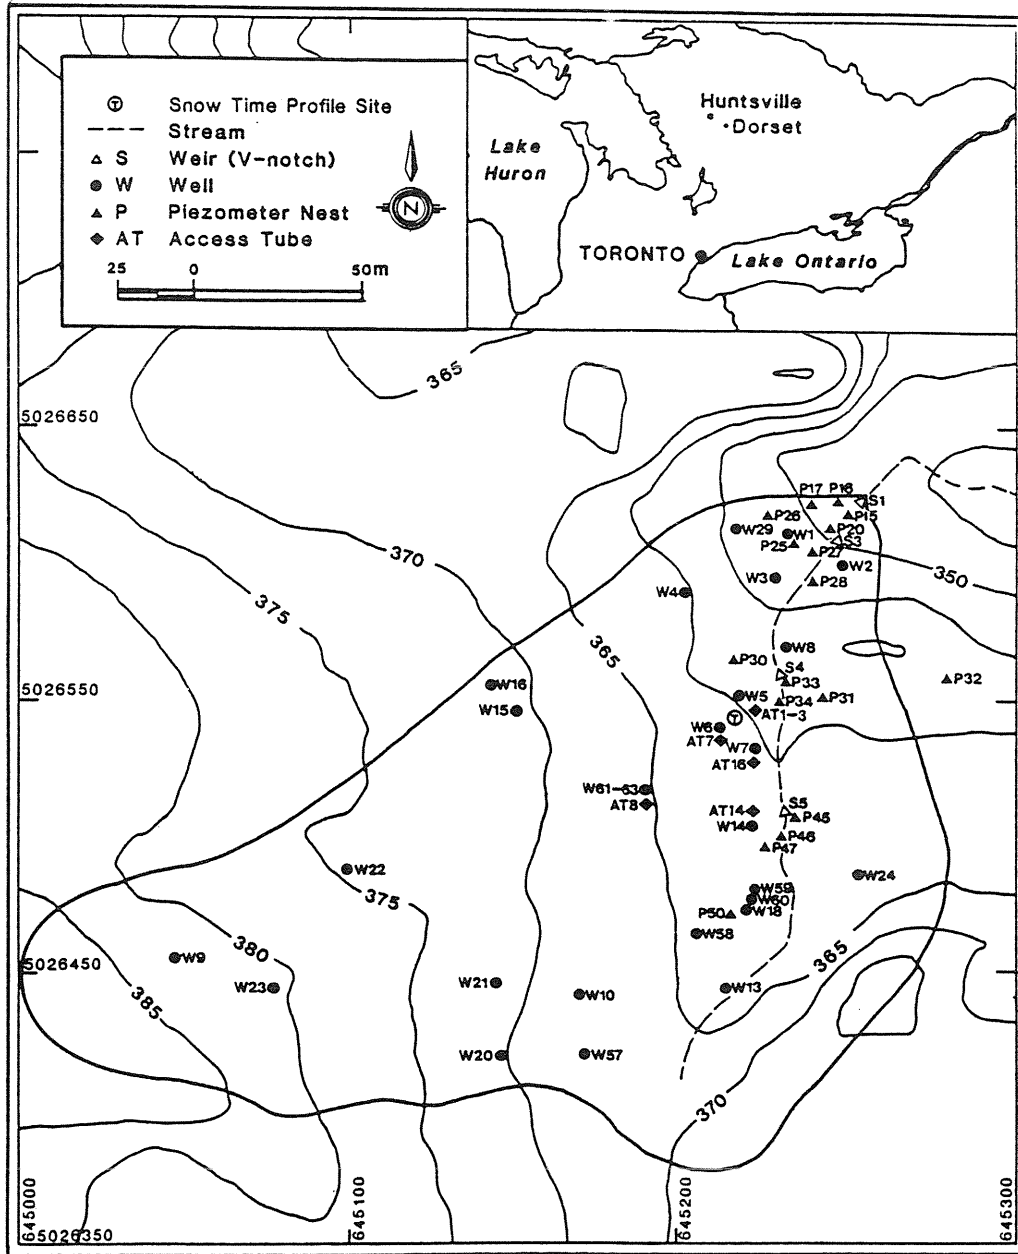 Snow Time Profile Site
Stream
S Weir (V-notch)
W Well
P Piezometer Nest
AT Access Tube
N
25 0 50m
Huntsville
Dorset
Lake
Huron
TORONTO
Lake Ontario
365
5026650
P17 P16 S1
P26 P15
W29 W1 P20
P25 S3
P27
W2
370
W3 P28
350
W4
375
W8
365
P30 S4
P33
P32
5026550
W16
W5 P34 P31
W15
AT1-3
T
W6
AT7 W7
AT16
W61-63
AT8
AT14 S5
P45
W14
P46
P47
W22
W24
W59
375
W60
P50 W18
W58
380
365
W9
5026450
W23
W21
W10
W13
385
W20
W57
370
645000
645100
645200
645300
5026350